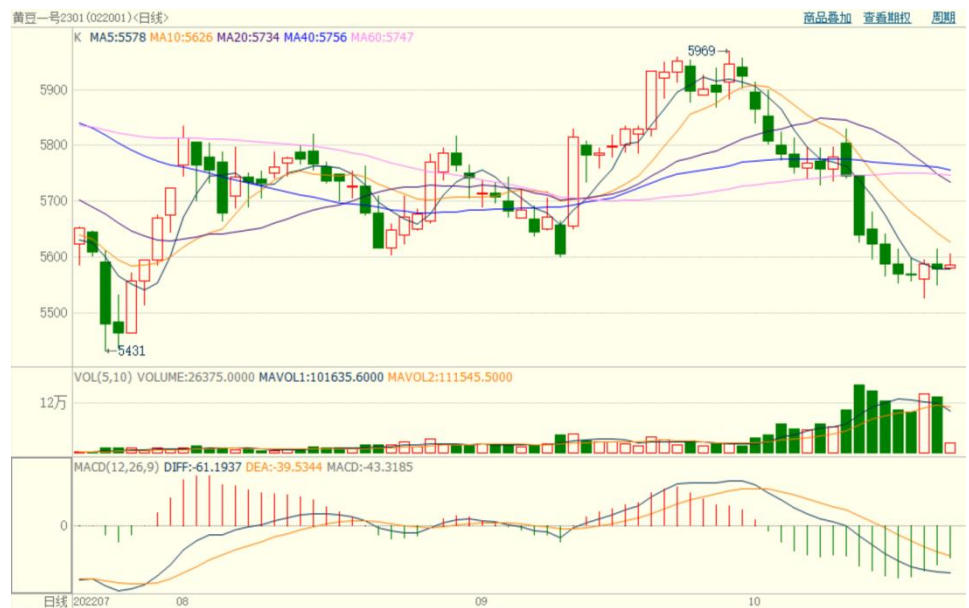 黄豆一号2301(022001)<日线> 商品叠加 查看期权 周期
K MA5:5578 MA10:5626 MA20:5734 MA40:5756 MA60:5747
5969
5900
5800
5700
5600
5500
5431
VOL(5,10) VOLUME:26375.0000 MAVOL1:101635.6000 MAVOL2:111545.5000
12万
MACD(12,26,9) DIFF:-61.1937 DEA:-39.5344 MACD:-43.3185
0
日线 202207 08 09 10